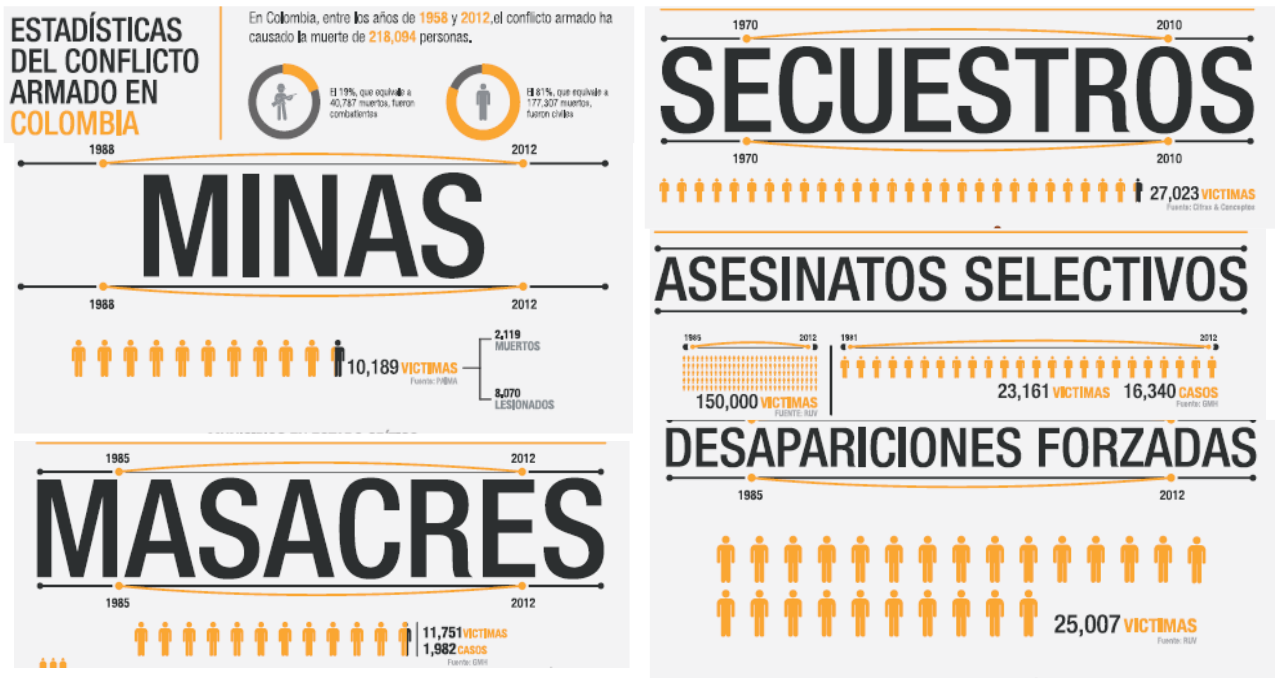 ESTADÍSTICAS
DEL CONFLICTO
ARMADO EN
COLOMBIA
En Colombia, entre los años de 1958 y 2012,el conflicto armado ha
causado la muerte de 218,094 personas.
El 19%, que equivale a
40,787 muertos, fueron
combatientes
El 81%, que equivale a
177,307 muertos,
fueron civiles
1988 2012
MINAS
1988 2012
10,189 VICTIMAS
Fuente: PAIMA
2,119
MUERTOS
8,070
LESIONADOS
1985 2012
MASACRES
1985 2012
11,751 VICTIMAS
1,982 CASOS
Fuente: GMH
1970 2010
SECUESTROS
1970 2010
27,023 VICTIMAS
Fuente: Cifras & Conceptos
ASESINATOS SELECTIVOS
1985 2012
150,000 VICTIMAS
FUENTE: RUV
1981 2012
23,161 VICTIMAS 16,340 CASOS
Fuente: GMH
DESAPARICIONES FORZADAS
1985 2012
25,007 VICTIMAS
Fuente: RUV